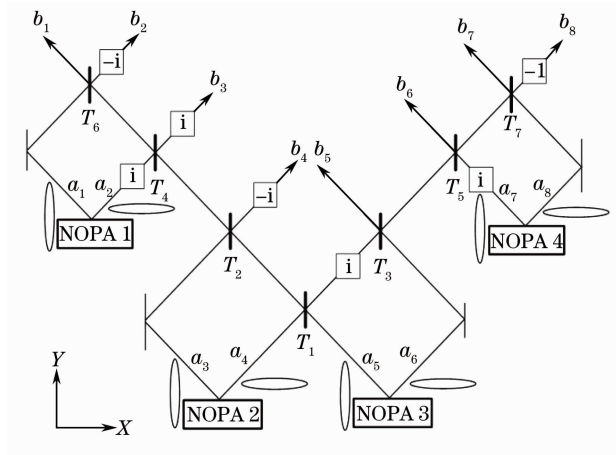 b₁ b₂ b₇ b₈
-i -1
b₃ b₆
T₆ i T₇
b₄ b₅
i T₄ T₅ i
a₁ a₂ -i a₇ a₈
NOPA 1 NOPA 4
T₂ i T₃
T₁
a₃ a₄ a₅ a₆
Y
NOPA 2 NOPA 3
X